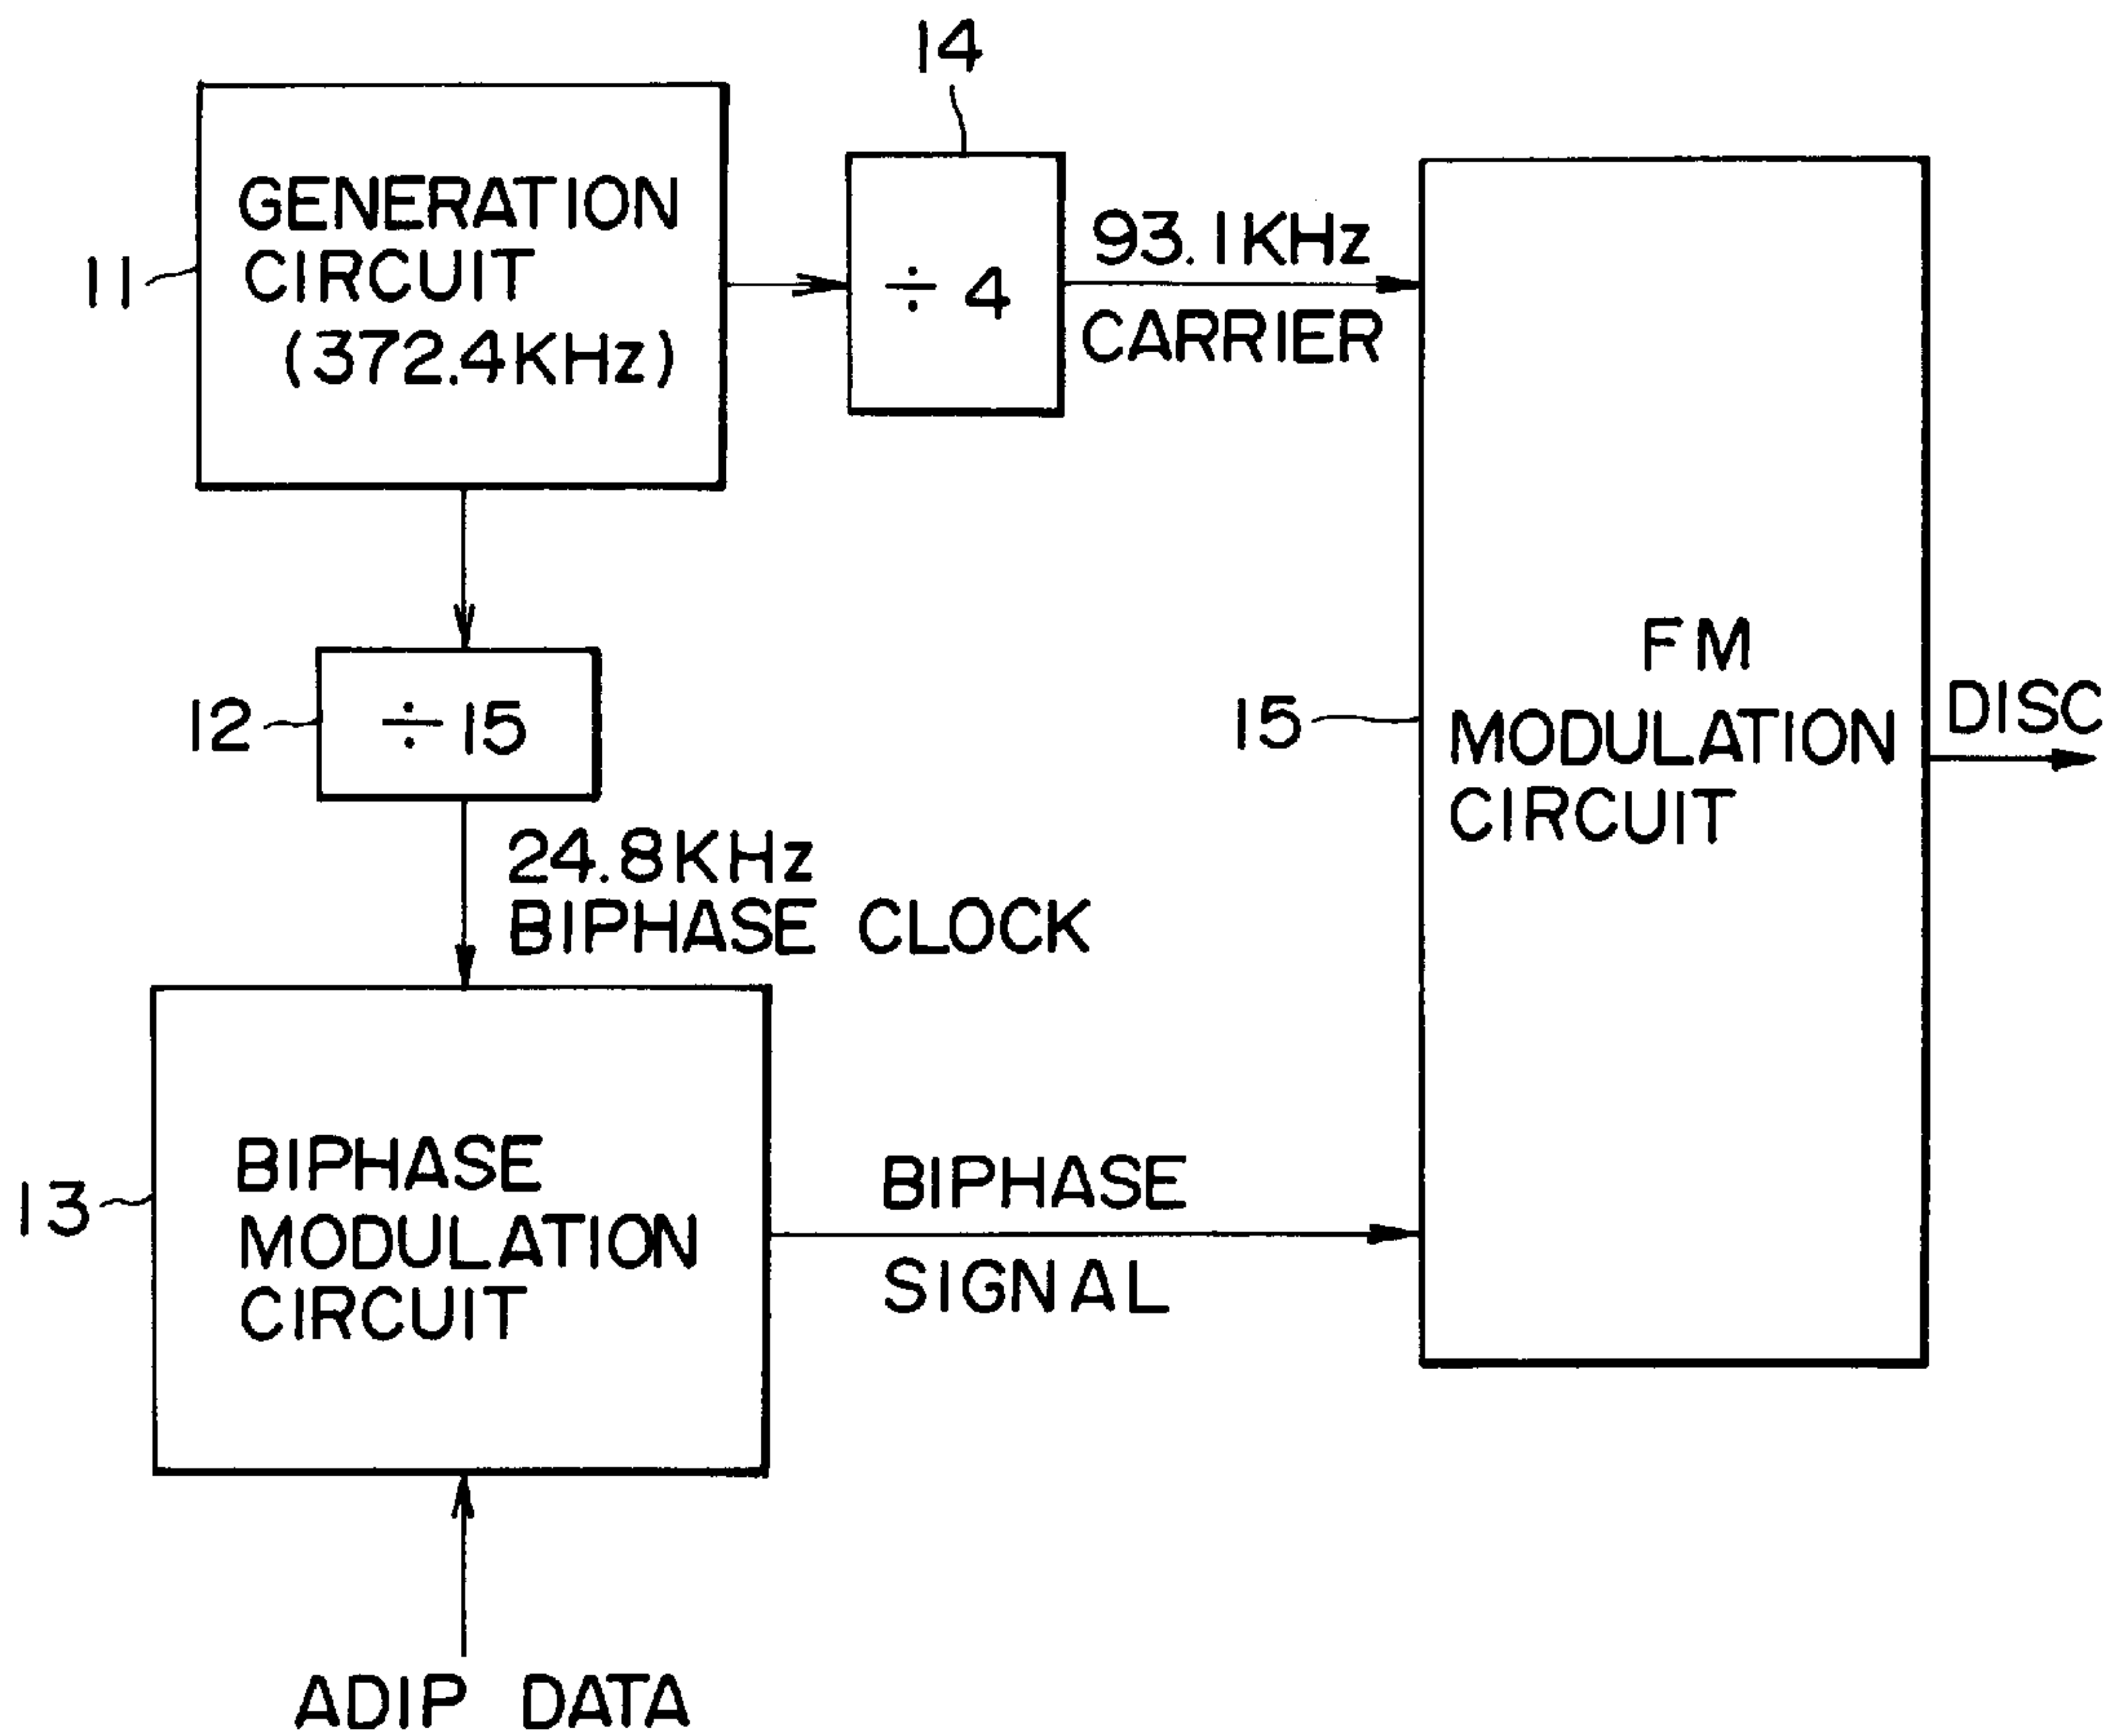 14
GENERATION
CIRCUIT
(372.4KHz)
11
÷ 4
93.1KHz
CARRIER
FM
MODULATION
CIRCUIT
15
DISC
12
÷ 15
24.8KHz
BIPHASE CLOCK
BIPHASE
MODULATION
CIRCUIT
13
BIPHASE
SIGNAL
ADIP DATA